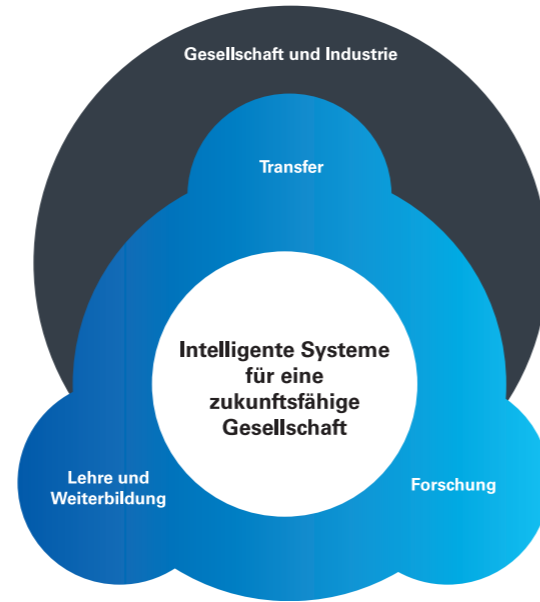 Gesellschaft und Industrie
Transfer
Intelligente Systeme
für eine
zukunftsfähige
Gesellschaft
Lehre und
Weiterbildung
Forschung